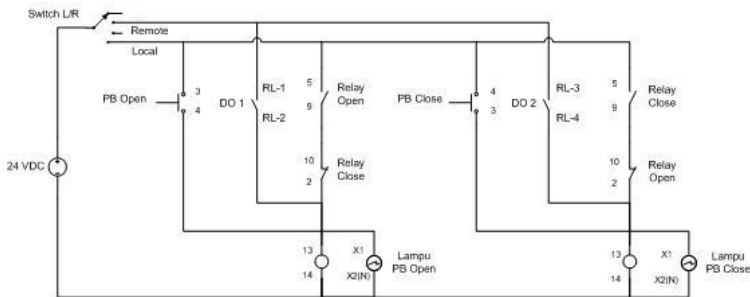 Switch L/R
Remote
Local
PB Open
3
4
DO 1
RL-1
RL-2
5
9
Relay
Open
10
2
Relay
Close
PB Close
4
3
DO 2
RL-3
RL-4
5
9
Relay
Close
10
2
Relay
Open
24 VDC
13
14
X1
X2(N)
Lampu
PB Open
13
14
X1
X2(N)
Lampu
PB Close